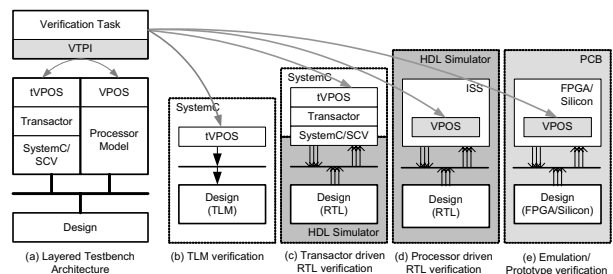 Verification Task
VTPI
tVPOS
VPOS
Transactor
SystemC/
SCV
Processor
Model
Design
(a) Layered Testbench
Architecture
SystemC
tVPOS
Design
(TLM)
(b) TLM verification
SystemC
tVPOS
Transactor
SystemC/SCV
Design
(RTL)
HDL Simulator
(c) Transactor driven
RTL verification
HDL Simulator
ISS
VPOS
Design
(RTL)
(d) Processor driven
RTL verification
PCB
FPGA/
Silicon
VPOS
Design
(FPGA/Silicon)
(e) Emulation/
Prototype verification